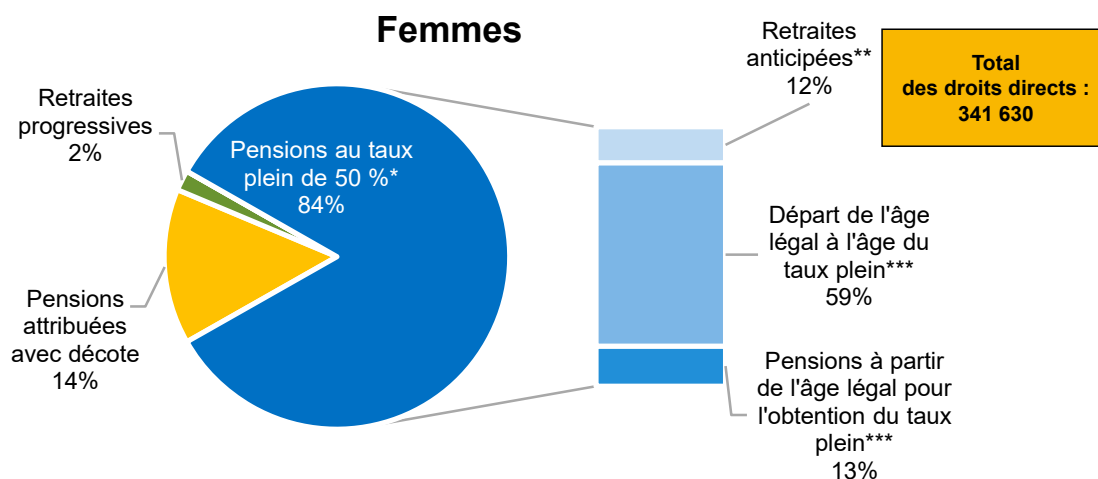 Femmes
Retraites
progressives
2%
Pensions au taux
plein de 50 %*
84%
Pensions
attribuées
avec décote
14%
Retraites
anticipées**
12%
Total
des droits directs :
341 630
Départ de l'âge
légal à l'âge du
taux plein***
59%
Pensions à partir
de l'âge légal pour
l'obtention du taux
plein***
13%